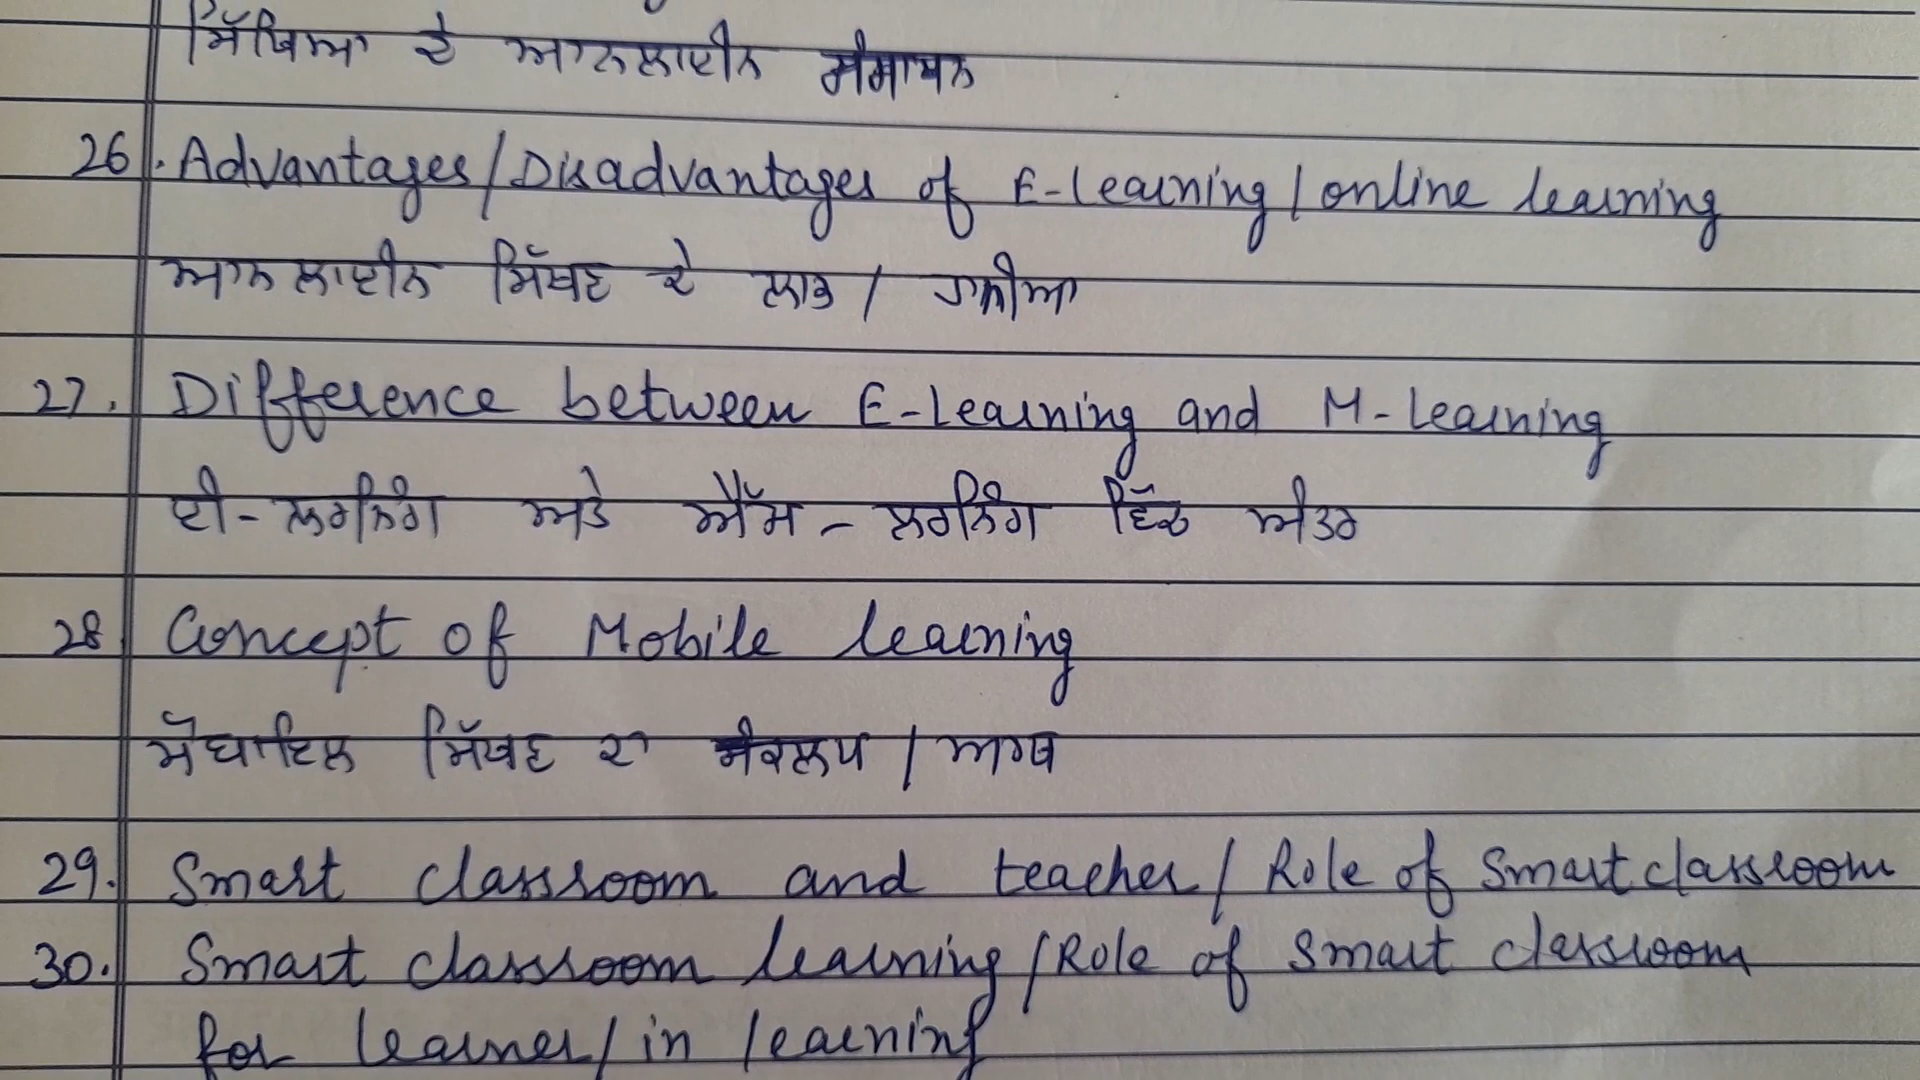 ਸਿੱਖਿਆ ਦੇ ਆਨਲਾਈਨ ਸੰਸਾਧਨ
26. Advantages/Disadvantages of E-learning/online learning
ਆਨਲਾਈਨ ਸਿੱਖਣ ਦੇ ਲਾਭ / ਹਾਨੀਆ
27. Difference between E-Learning and M-Learning
ਈ-ਲਰਨਿੰਗ ਅਤੇ ਐੱਮ-ਲਰਨਿੰਗ ਵਿੱਚ ਅੰਤਰ
28 Concept of Mobile learning
ਮੋਬਾਇਲ ਸਿੱਖਣ ਦਾ ਸੰਕਲਪ / ਅਰਥ
29. Smart classroom and teacher/ Role of Smart classroom
30. Smart classroom learning/Role of Smart classroom
for learner/in learning